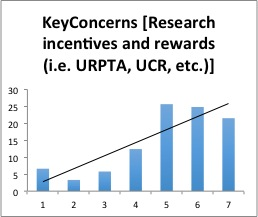 KeyConcerns [Research
incentives and rewards
(i.e. URPTA, UCR, etc.)]
30
25
20
15
10
5
0
1 2 3 4 5 6 7